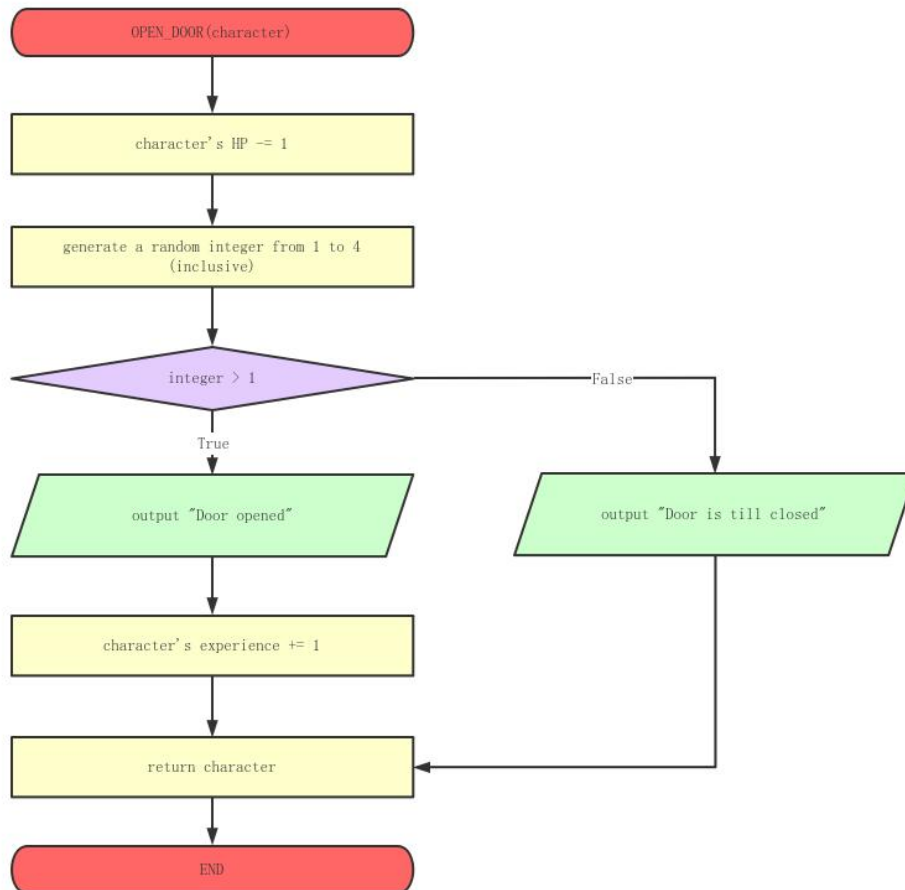 OPEN_DOOR(character)
character's HP -= 1
generate a random integer from 1 to 4
(inclusive)
integer > 1
False
True
output "Door opened"
output "Door is till closed"
character's experience += 1
return character
END